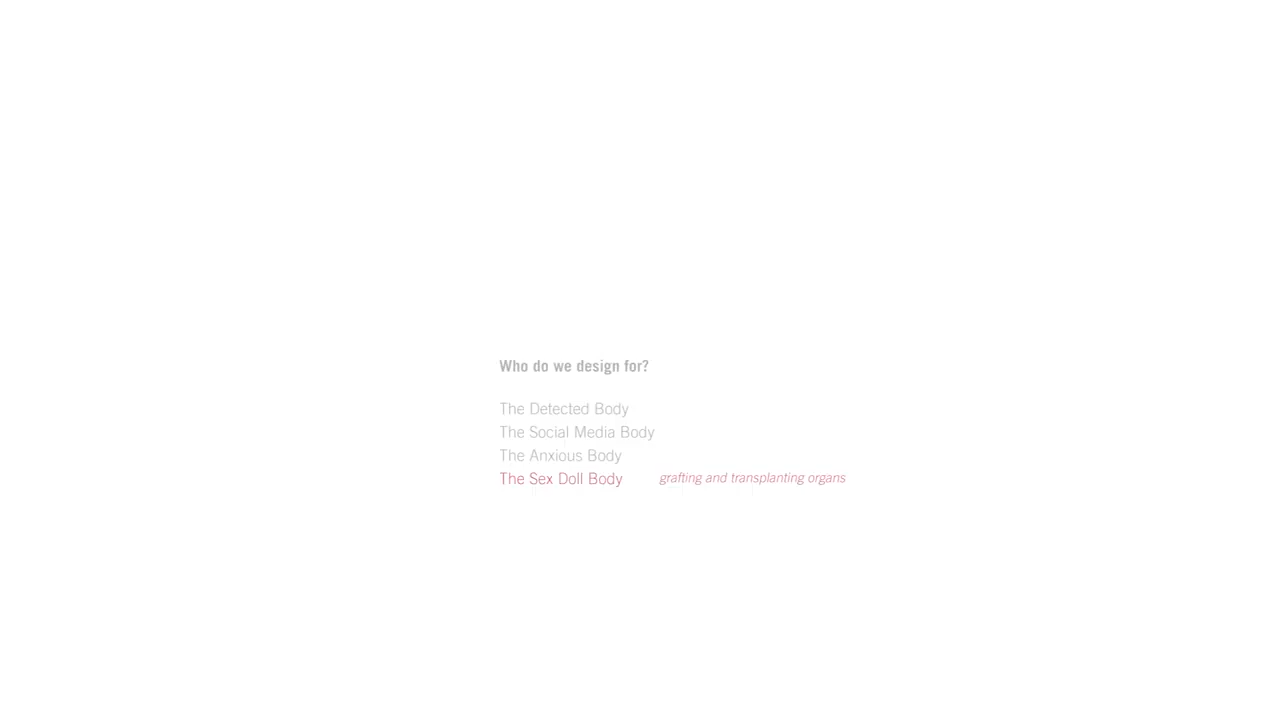 Who do we design for?
The Detected Body
The Social Media Body
The Anxious Body
The Sex Doll Body grafting and transplanting organs